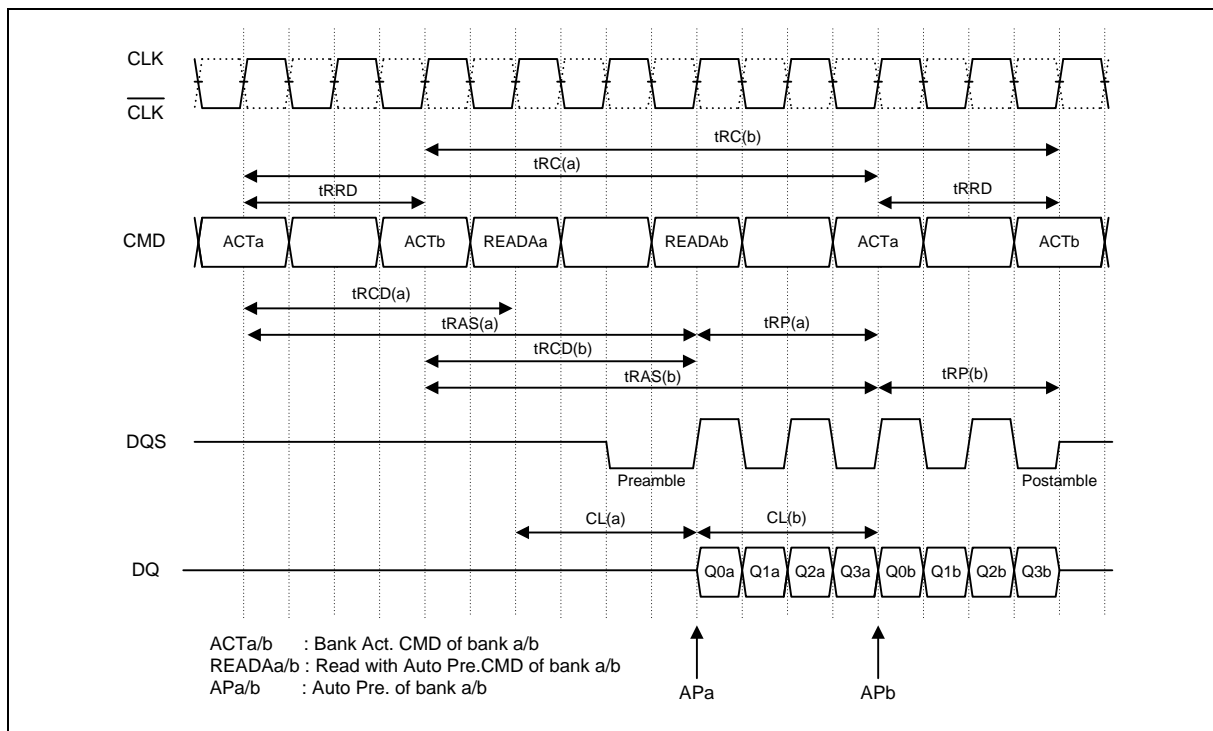 CLK
CLK
tRC(b)
tRC(a)
tRRD tRRD
CMD ACTa ACTb READAa READAb ACTa ACTb
tRCD(a)
tRAS(a) tRP(a)
tRCD(b)
tRAS(b) tRP(b)
DQS
Preamble Postamble
CL(a) CL(b)
DQ Q0a Q1a Q2a Q3a Q0b Q1b Q2b Q3b
ACTa/b : Bank Act. CMD of bank a/b
READAa/b : Read with Auto Pre.CMD of bank a/b
APa/b : Auto Pre. of bank a/b
APa APb